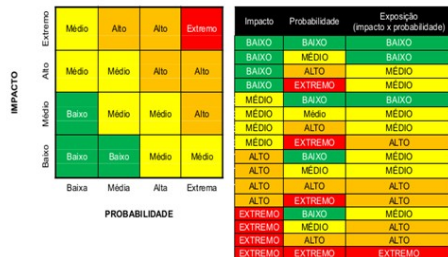 Extremo Médio Alto Alto Extremo
Alto Médio Médio Alto Alto
Médio Baixo Médio Médio Alto
Baixo Baixo Baixo Médio Médio
Baixa Média Alta Extrema
IMPACTO
PROBABILIDADE
Impacto Probabilidade Exposição
(impacto x probabilidade)
BAIXO BAIXO BAIXO
BAIXO MÉDIO BAIXO
BAIXO ALTO MÉDIO
BAIXO EXTREMO MÉDIO
MÉDIO BAIXO BAIXO
MÉDIO Médio MÉDIO
MÉDIO ALTO MÉDIO
MÉDIO EXTREMO ALTO
ALTO BAIXO MÉDIO
ALTO MÉDIO MÉDIO
ALTO ALTO ALTO
ALTO EXTREMO ALTO
EXTREMO BAIXO MÉDIO
EXTREMO MÉDIO ALTO
EXTREMO ALTO ALTO
EXTREMO EXTREMO EXTREMO